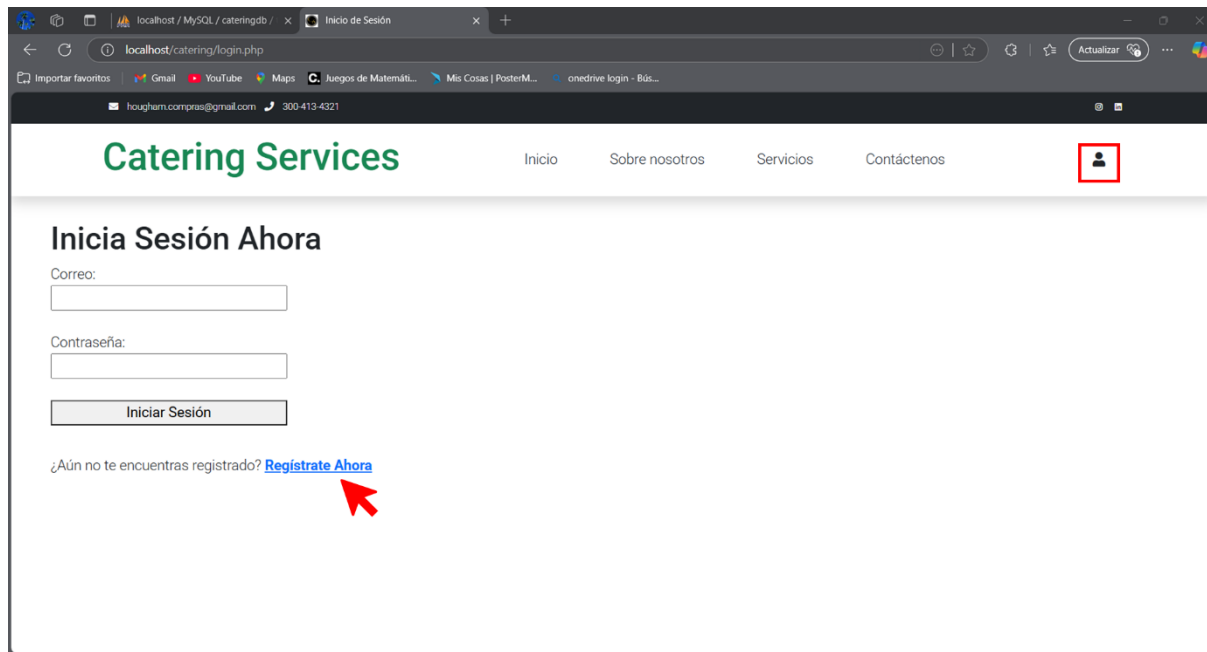 localhost / MySQL / cateringdb / Inicio de Sesión
localhost/catering/login.php Actualizar
Importar favoritos Gmail YouTube Maps Juegos de Matemáti... Mis Cosas | PosterM... onedrive login - Bús...
hougham.compras@gmail.com 300-413-4321
Catering Services Inicio Sobre nosotros Servicios Contáctenos
Inicia Sesión Ahora
Correo:
Contraseña:
Iniciar Sesión
¿Aún no te encuentras registrado? Regístrate Ahora